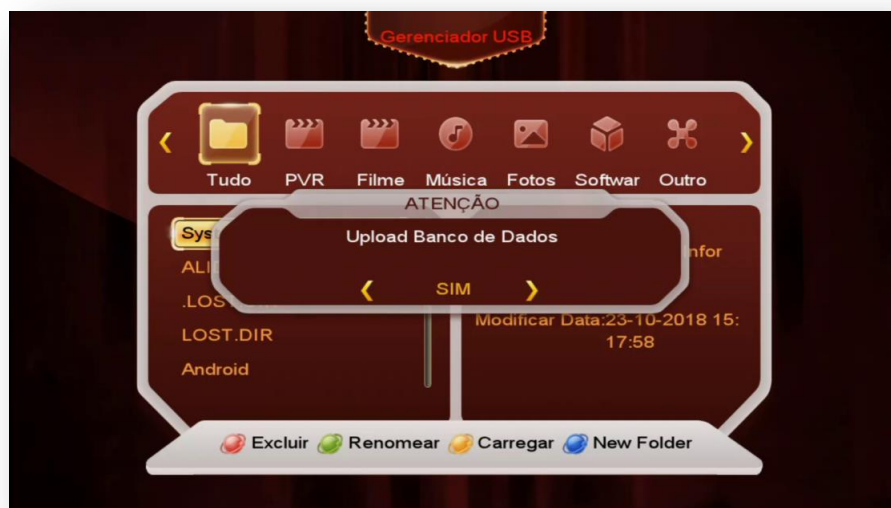 Gerenciador USB
Tudo PVR Filme Música Fotos Softwar Outro
ATENÇÃO
Upload Banco de Dados
SIM
LOST.DIR
Android
Modificar Data:23-10-2018 15:
17:58
Excluir Renomear Carregar New Folder